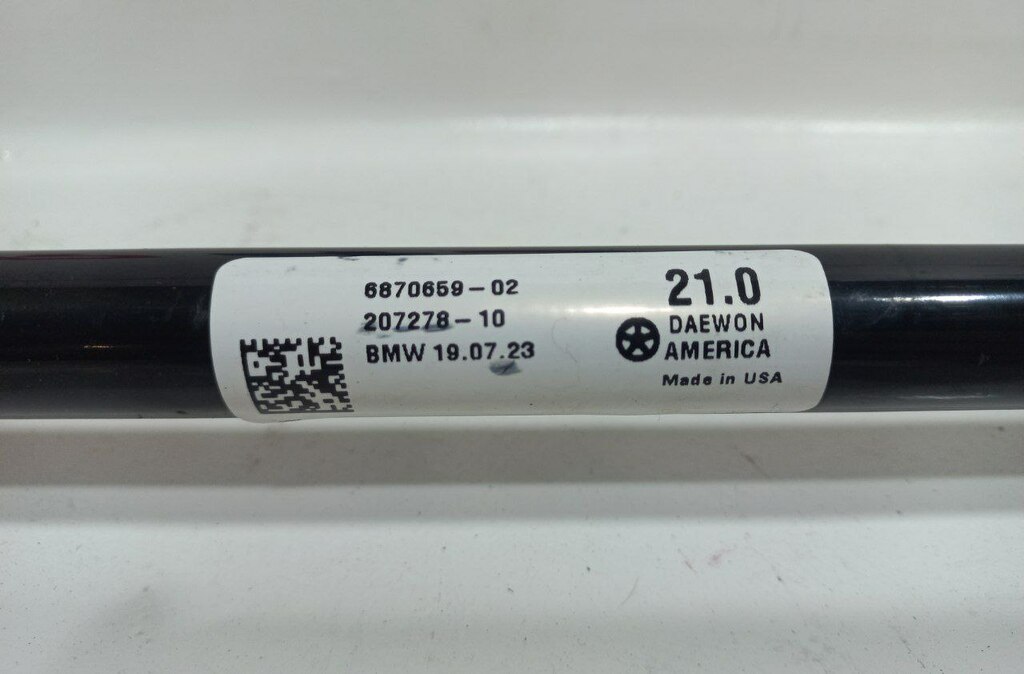 6870659-02
207278-10
BMW 19.07.23
21.0
DAEWON
AMERICA
Made in USA